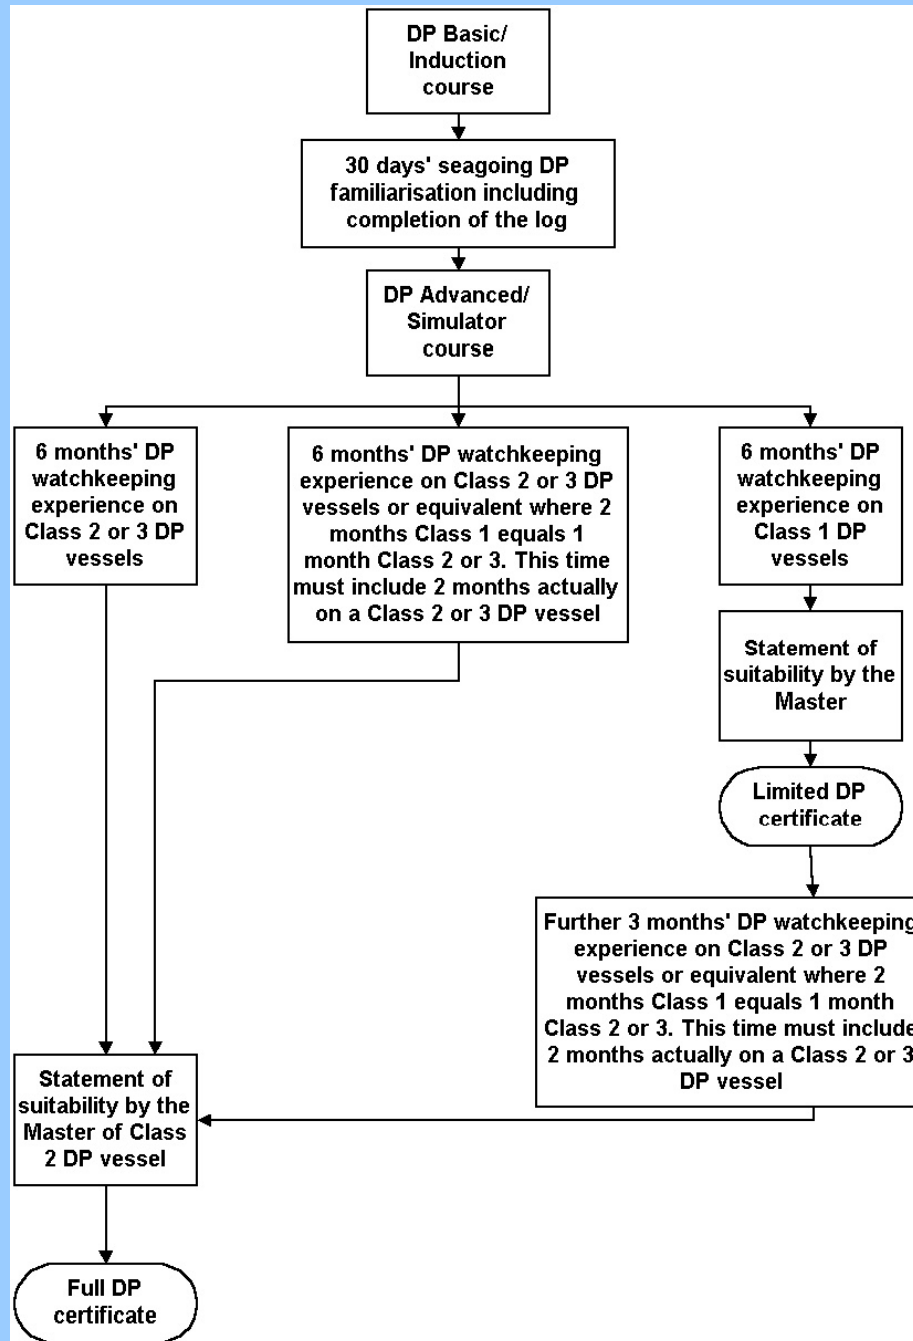 DP Basic/
Induction
course
30 days' seagoing DP
familiarisation including
completion of the log
DP Advanced/
Simulator
course
6 months' DP
watchkeeping
experience on
Class 2 or 3 DP
vessels
6 months' DP watchkeeping
experience on Class 2 or 3 DP
vessels or equivalent where 2
months Class 1 equals 1
month Class 2 or 3. This time
must include 2 months actually
on a Class 2 or 3 DP vessel
6 months' DP
watchkeeping
experience on
Class 1 DP
vessels
Statement of
suitability by the
Master
Limited DP
certificate
Further 3 months' DP watchkeeping
experience on Class 2 or 3 DP
vessels or equivalent where 2
months Class 1 equals 1 month
Class 2 or 3. This time must include
2 months actually on a Class 2 or 3
DP vessel
Statement of
suitability by the
Master of Class
2 DP vessel
Full DP
certificate